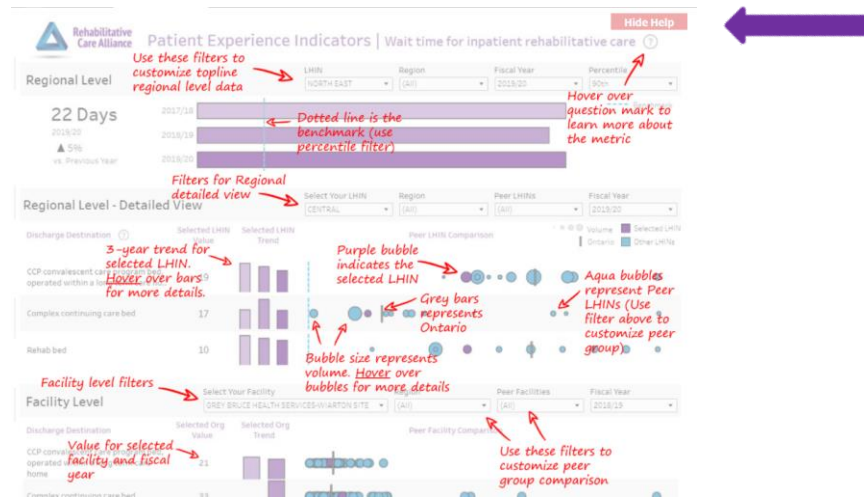 Hide Help
Rehabilitative
Care Alliance
Patient Experience Indicators | Wait time for inpatient rehabilitative care ?
Use these filters to
customize topline
regional level data
Regional Level
LHIN
Region
Fiscal Year
Percentile
NORTH EAST
(All)
2019/20
90th
22 Days
2019/20
▲ 5%
vs. Previous Year
2017/18
2018/19
2019/20
Dotted line is the
benchmark (use
percentile filter)
Hover over
question mark to
learn more about
the metric
Filters for Regional
detailed view
Regional Level - Detailed View
Select Your LHIN
Region
Peer LHINs
Fiscal Year
CENTRAL
(All)
(All)
2019/20
Discharge Destination ?
Selected LHIN
Value
Selected LHIN
Trend
Peer LHIN Comparison
Volume
Selected LHIN
Ontario
Other LHINs
3-year trend for
selected LHIN.
Hover over bars
for more details.
Purple bubble
indicates the
selected LHIN
Aqua bubbles
represent Peer
LHINs (Use
filter above to
customize peer
group)
CCP convalescent care program bed,
operated within a
19
Grey bars
represents
Ontario
Complex continuing care bed
17
Rehab bed
10
Bubble size represents
volume. Hover over
bubbles for more details
Facility level filters
Facility Level
Select Your Facility
Region
Peer Facilities
Fiscal Year
GREY BRUCE HEALTH SERVICES-WIARTON SITE
(All)
(All)
2018/19
Discharge Destination
Selected Org
Value
Selected Org
Trend
Peer Facility Comparison
Value for selected
facility and fiscal
year
CCP convalescent care program bed,
operated
home
21
Use these filters to
customize peer
group comparison
Complex continuing care bed
33